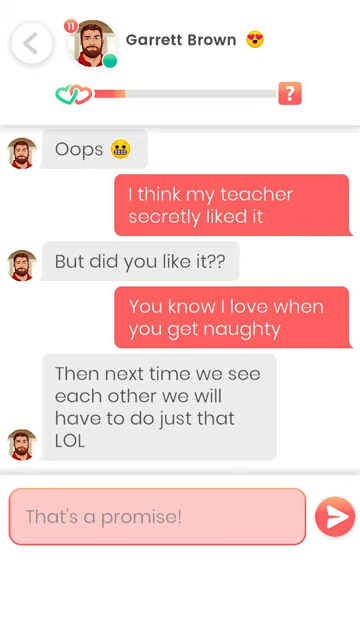 11
Garrett Brown 😍
?
Oops 😬
I think my teacher
secretly liked it
But did you like it??
You know I love when
you get naughty
Then next time we see
each other we will
have to do just that
LOL
That's a promise!